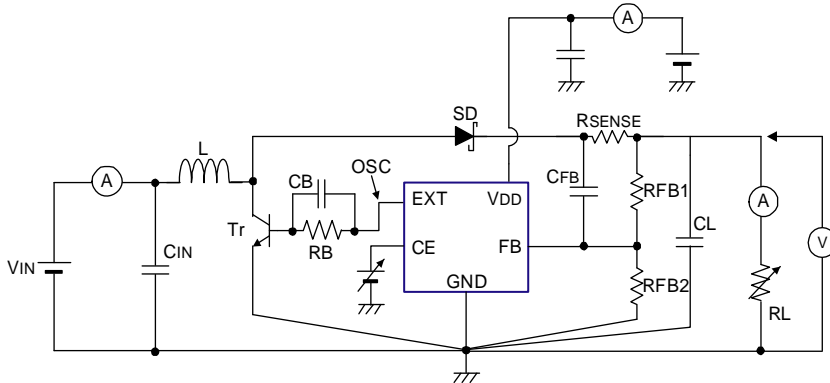 A
SD
RSENSE
L
OSC
A
CB
EXT
VDD
CFB
RFB1
A
Tr
RB
CE
FB
CL
V
VIN
CIN
GND
RFB2
RL